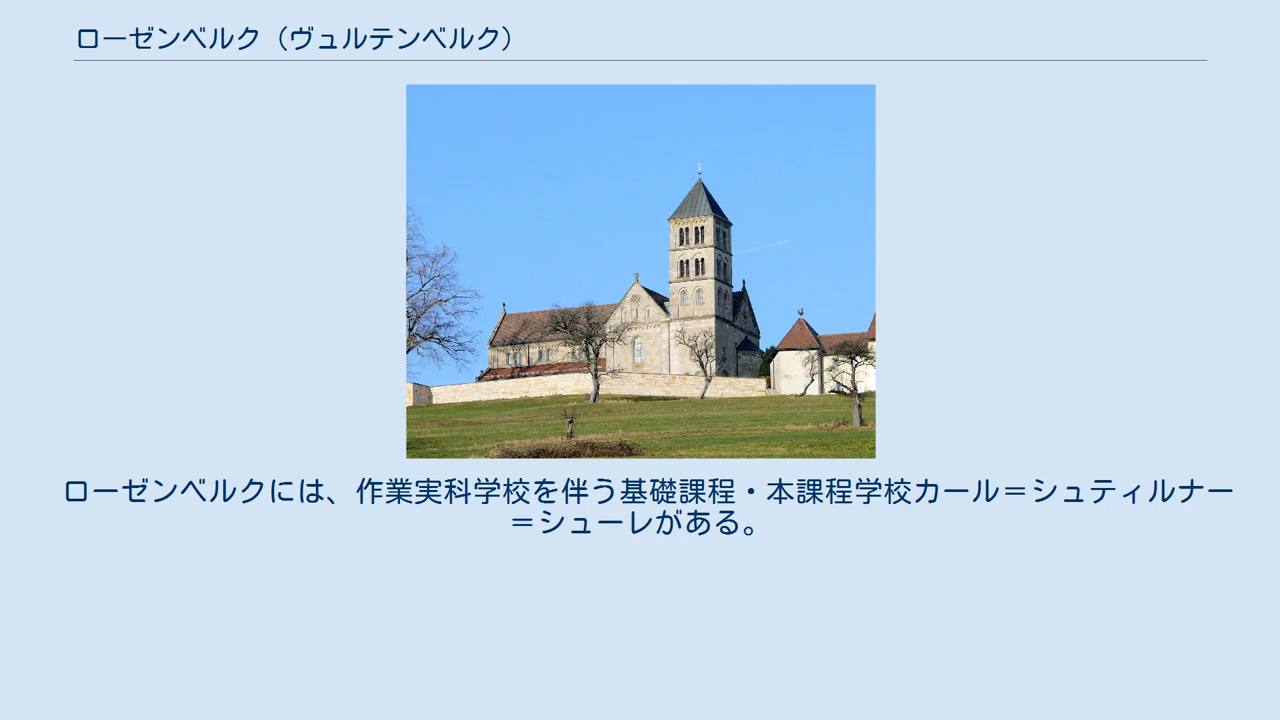 ローゼンベルク（ヴュルテンベルク）
ローゼンベルクには、作業実科学校を伴う基礎課程・本課程学校カール＝シュティルナー
＝シューレがある。